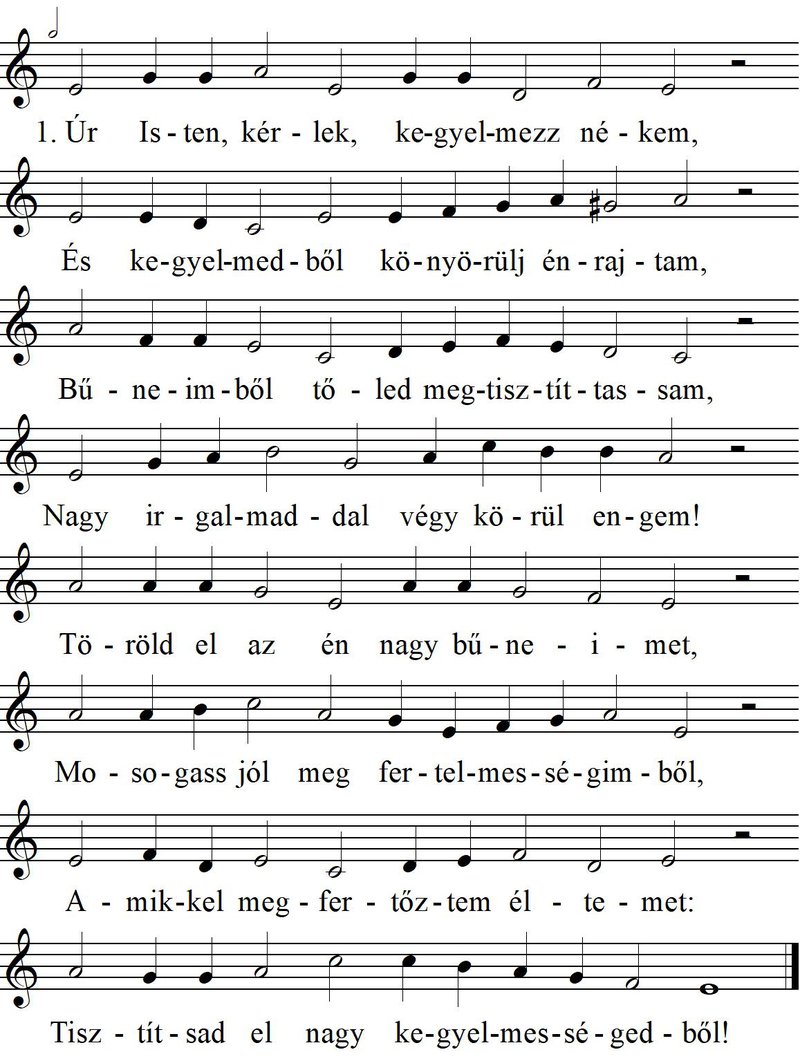 1. Úr Is - ten, kér - lek, ke-gyel-mezz né - kem,
És ke-gyel-med - ből kö-nyö-rülj én-raj-tam,
Bű - ne-im-ből tő - led meg-tisz-tít-tas-sam,
Nagy ir-gal-mad-dal végy kö-rül en-gem!
Tö-röld el az én nagy bű-ne - i - met,
Mo-so-gass jól meg fer-tel-mes-sé-gim-ből,
A-mik-kel meg-fer-tőz-tem él - te-met:
Tisz-tít-sad el nagy ke-gyel-mes-sé-ged-ből!